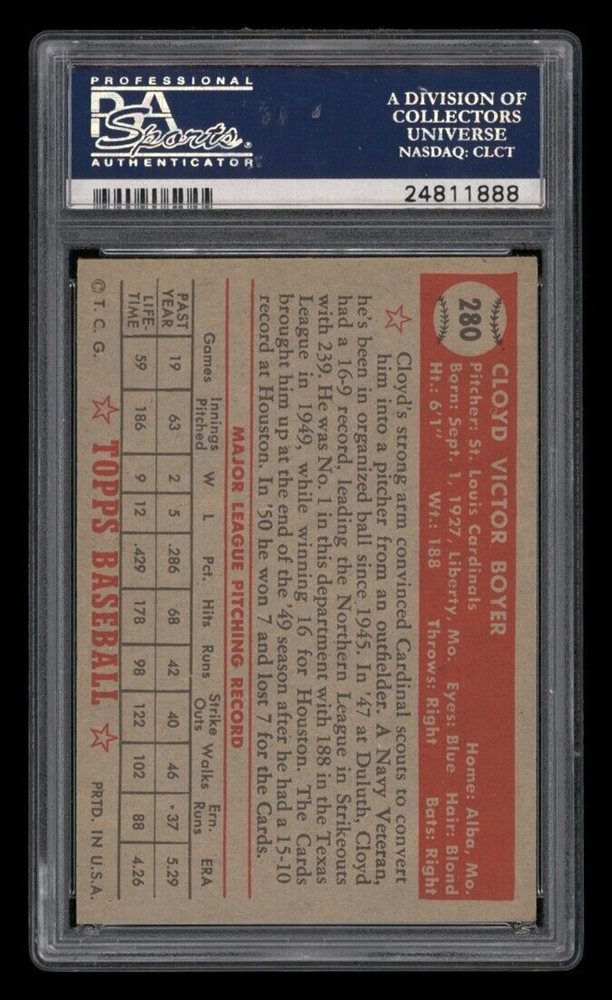 PROFESSIONAL
PSA
Sports
AUTHENTICATOR
A DIVISION OF
COLLECTORS
UNIVERSE
NASDAQ: CLCT
24811888
280
CLOYD VICTOR BOYER
Pitcher: St. Louis Cardinals Home: Alba, Mo.
Born: Sept. 1, 1927, Liberty, Mo. Eyes: Blue Hair: Blond
Ht.: 6'1" Wt.: 188 Throws: Right Bats: Right
Cloyd's strong arm convinced Cardinal scouts to convert
him into a pitcher from an outfielder. A Navy Veteran,
he's been in organized ball since 1945. In '47 at Duluth, Cloyd
had a 16-9 record, leading the Northern League in Strikeouts
with 239. He was No. 1 in this department with 188 in the Texas
League in 1949, while winning 16 for Houston. The Cards
brought him up at the end of the '49 season after he had a 15-10
record at Houston. In '50 he won 7 and lost 7 for the Cards.
MAJOR LEAGUE PITCHING RECORD
Games Innings Pitched W L Pct. Hits Runs Strike Outs Walks Ern. Runs ERA
PAST YEAR 19 63 2 5 .286 68 42 40 46 37 5.29
LIFE-TIME 59 186 9 12 .429 178 98 122 102 88 4.26
© T. C. G. TOPPS BASEBALL PRTD. IN U.S.A.